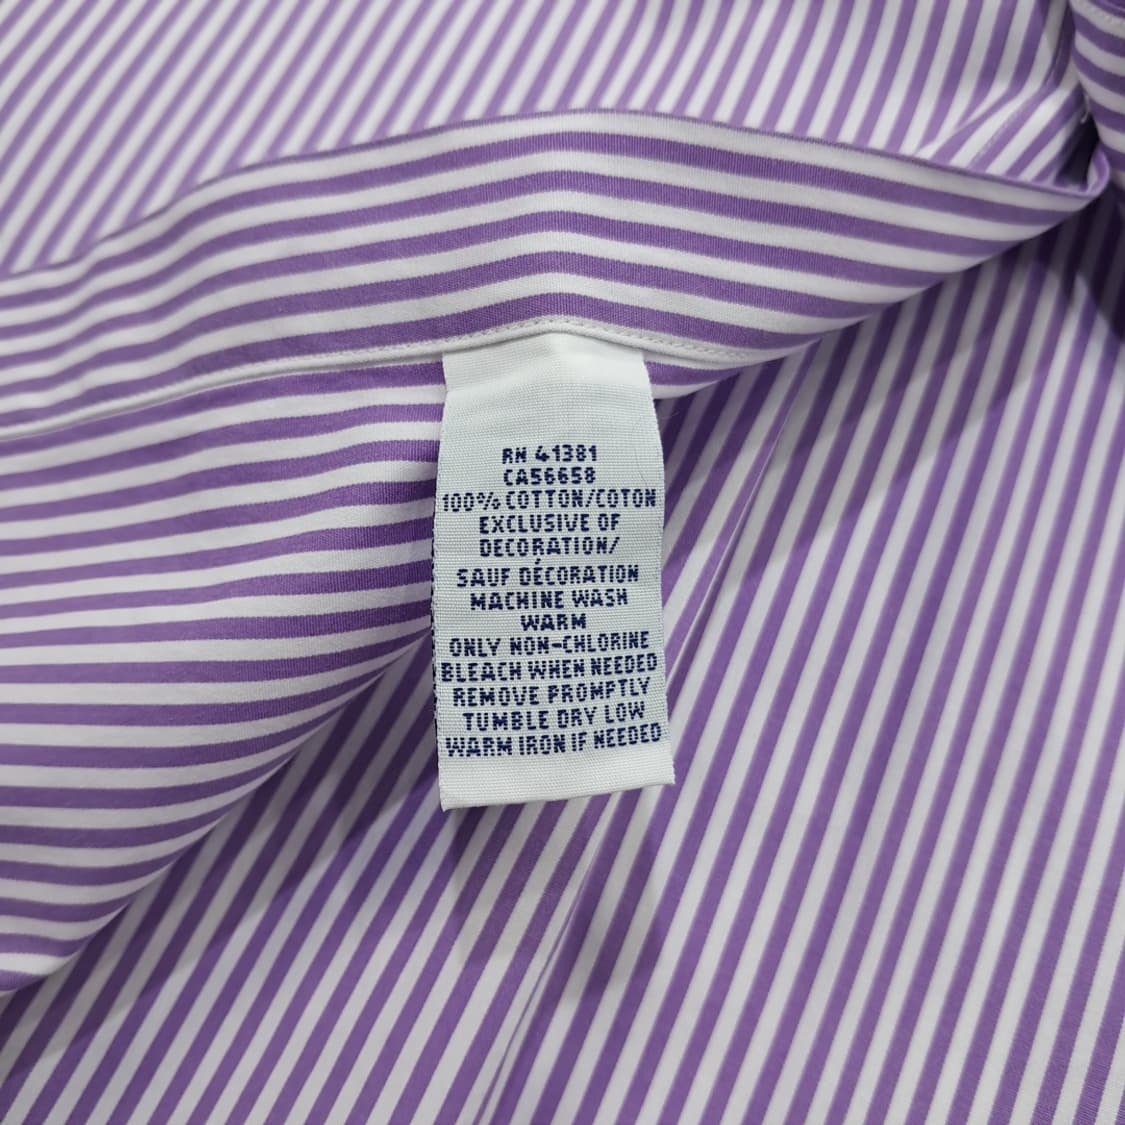 RN 41381
CA56658
100% COTTON/COTON
EXCLUSIVE OF
DECORATION/
SAUF DÉCORATION
MACHINE WASH
WARM
ONLY NON-CHLORINE
BLEACH WHEN NEEDED
REMOVE PROMPTLY
TUMBLE DRY LOW
WARM IRON IF NEEDED